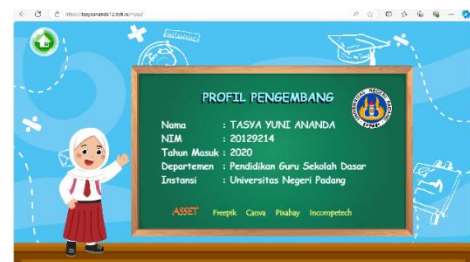 PROFIL PENGEMBANG
Nama : TASYA YUNI ANANDA
NIM : 20129214
Tahun Masuk : 2020
Departemen : Pendidikan Guru Sekolah Dasar
Instansi : Universitas Negeri Padang
ASSET Freepik Canva Pixabay Incompetech